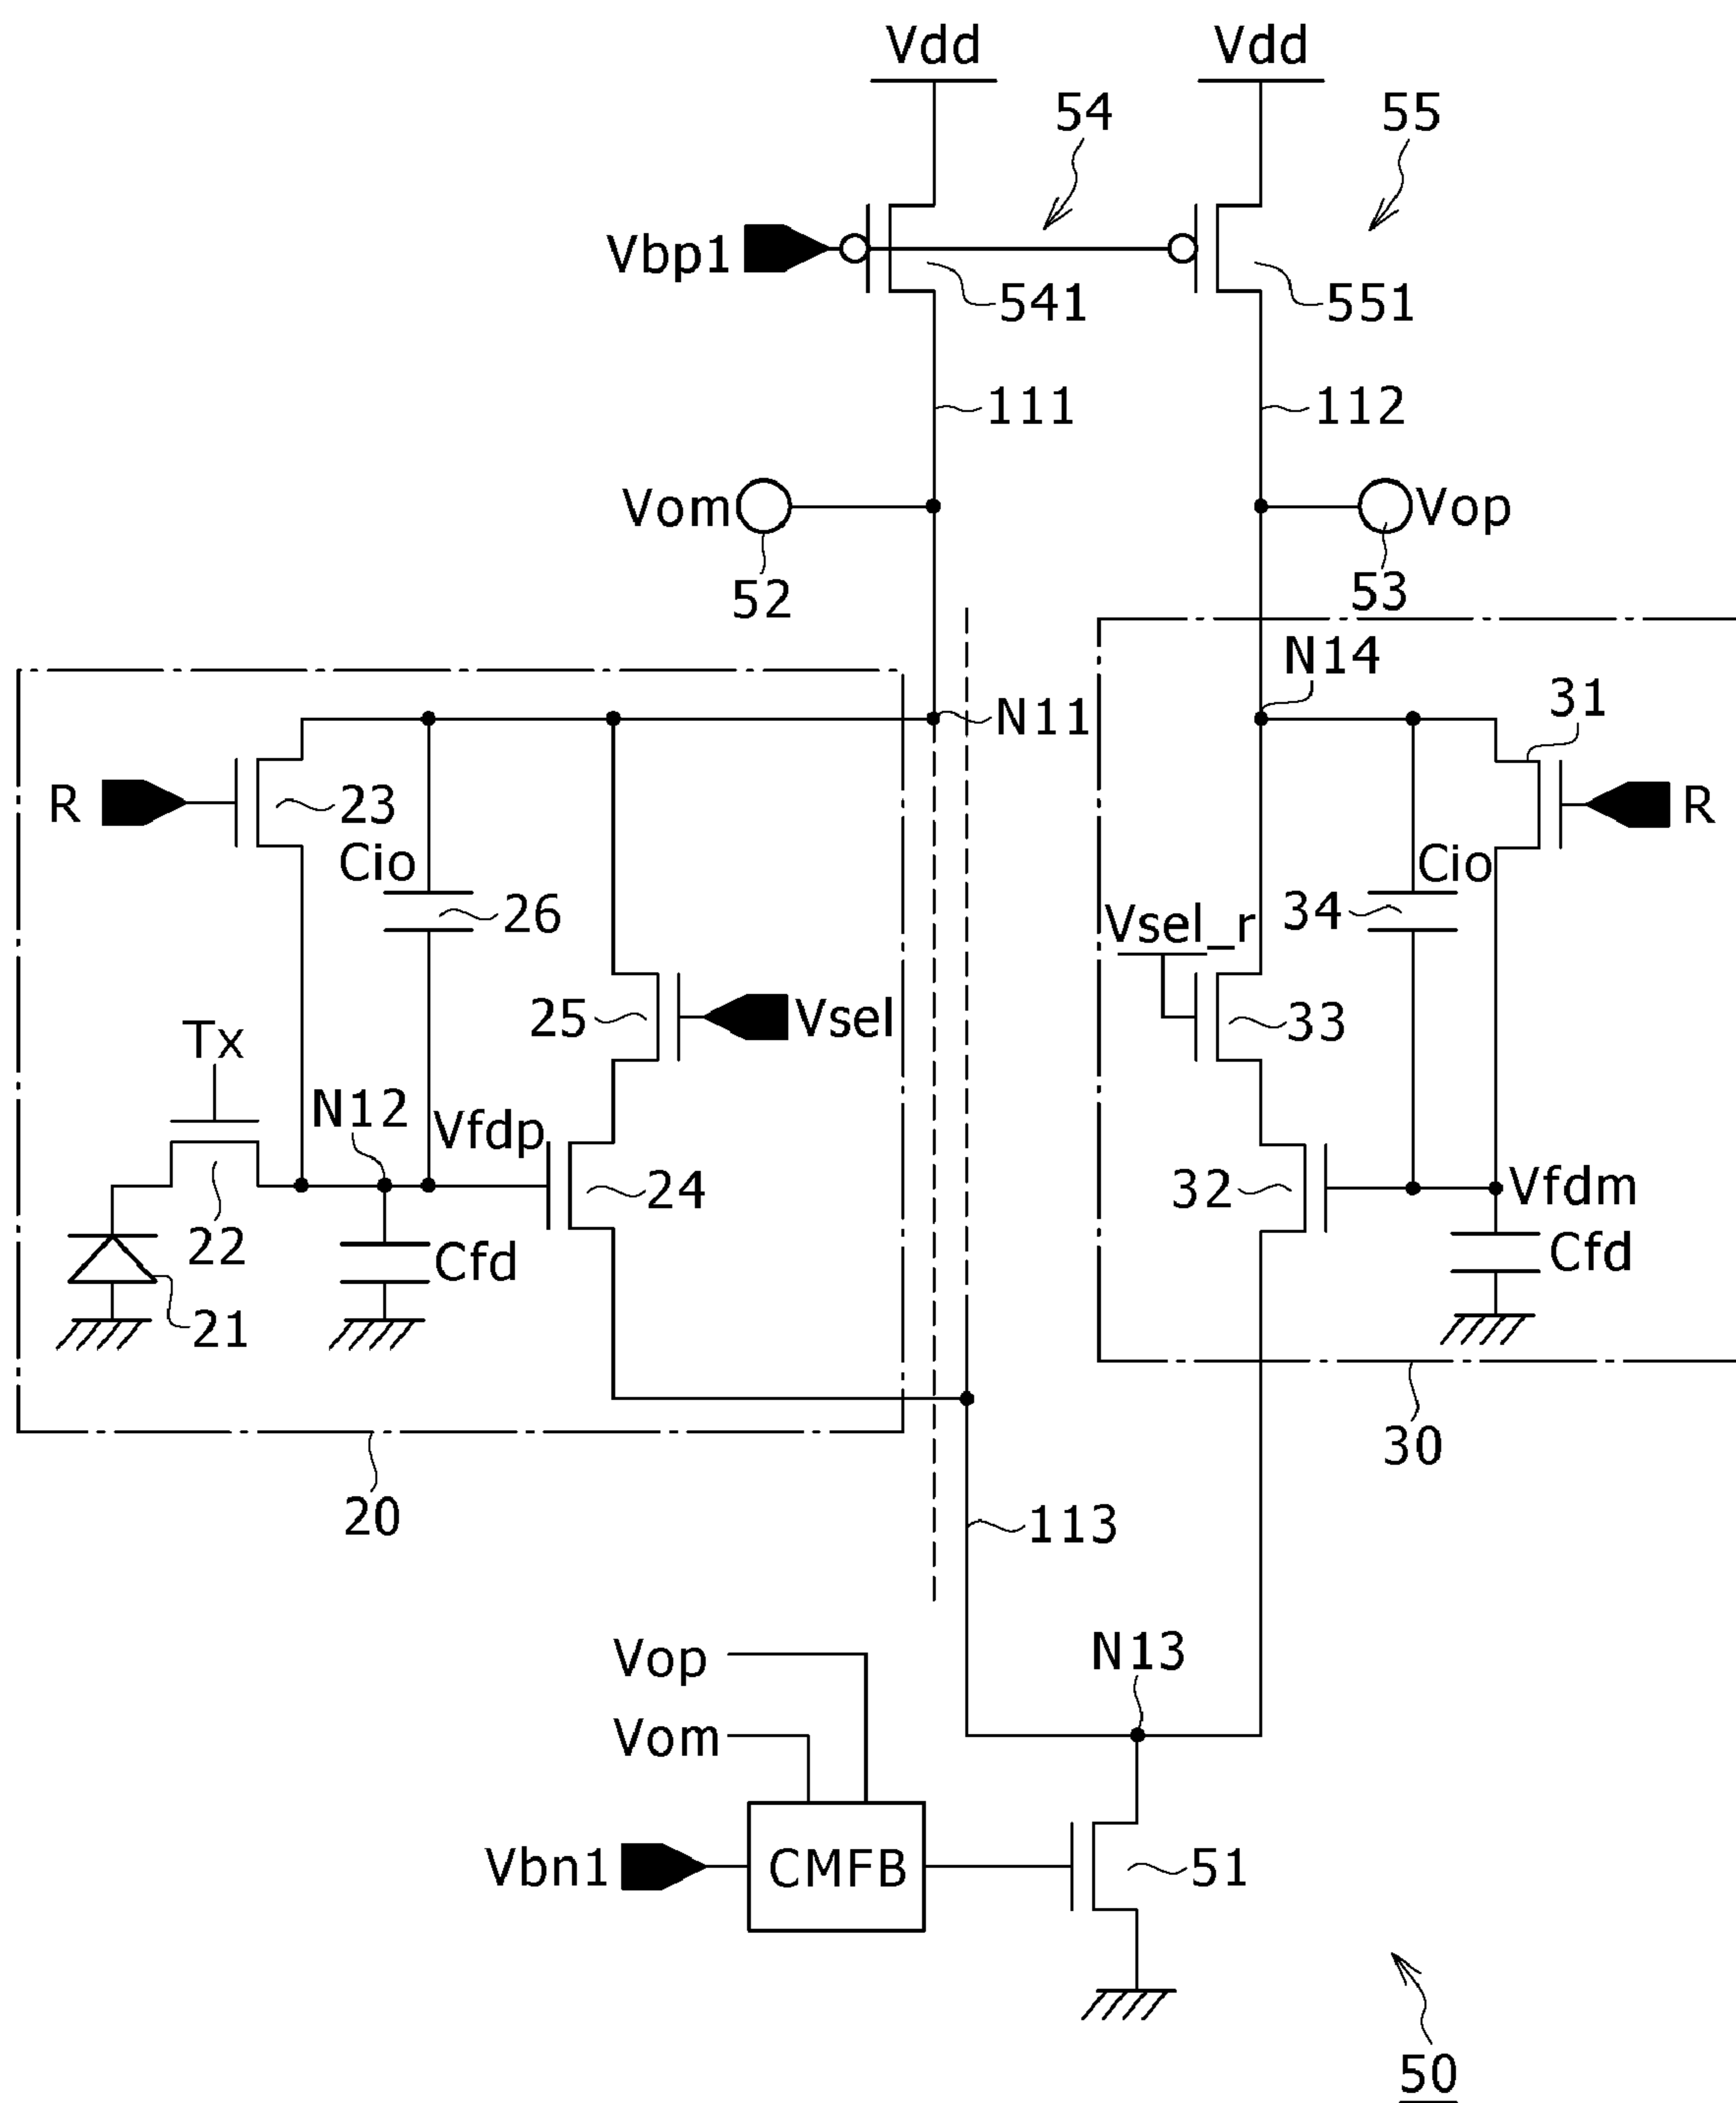 Vdd
Vdd
54
55
Vbp1
541
551
111
112
Vom
Vop
52
53
N14
N11
31
R
23
R
Cio
Cio
26
34
Vsel_r
25
Vsel
33
Tx
N12
Vfdp
24
32
Vfdm
22
Cfd
Cfd
21
30
20
113
Vop
N13
Vom
Vbn1
CMFB
51
50